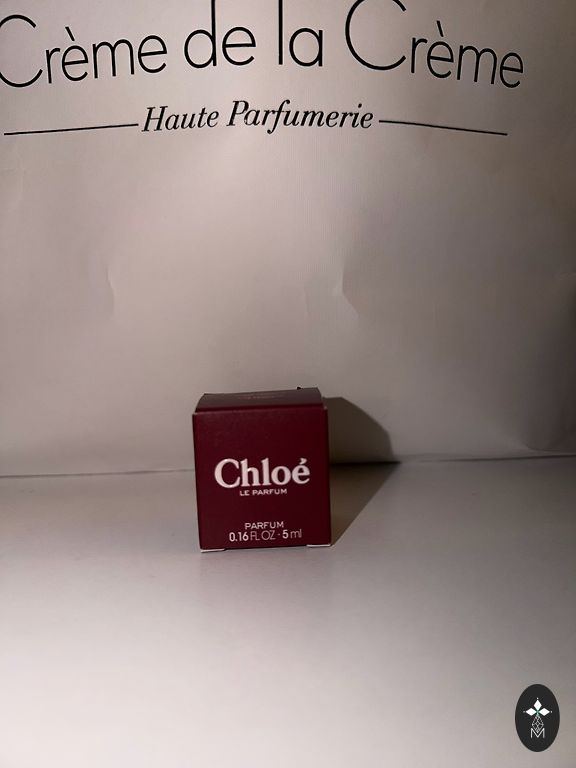 Crème de la Crème
Haute Parfumerie
Chloé
LE PARFUM
PARFUM
0.16 FL OZ - 5 ml